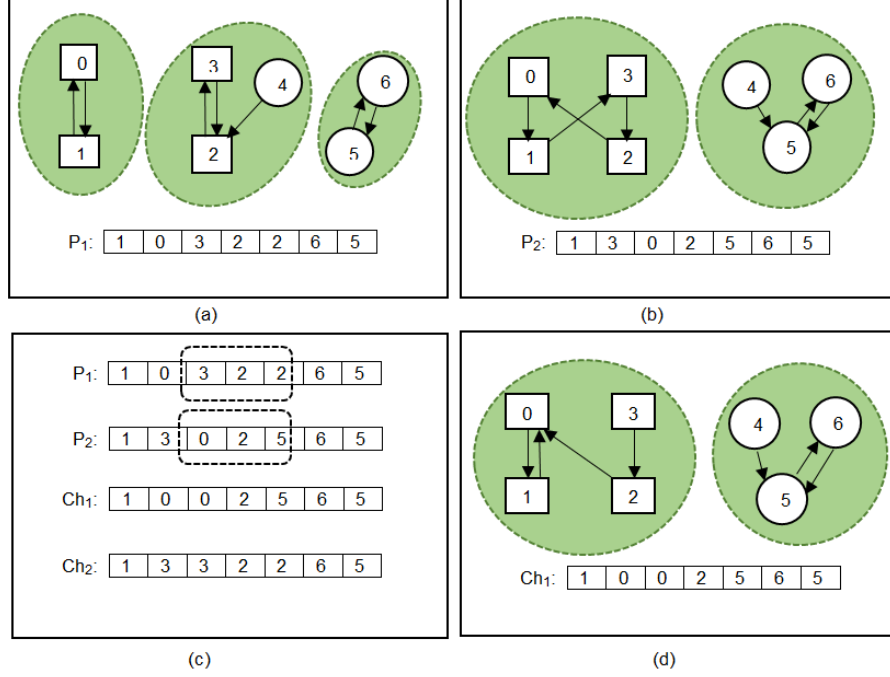 0 3 4 6
1 2 5
P1: 1 0 3 2 2 6 5
(a)
0 3 4 6
1 2 5
P2: 1 3 0 2 5 6 5
(b)
P1: 1 0 3 2 2 6 5
P2: 1 3 0 2 5 6 5
Ch1: 1 0 0 2 5 6 5
Ch2: 1 3 3 2 2 6 5
(c)
0 3 4 6
1 2 5
Ch1: 1 0 0 2 5 6 5
(d)